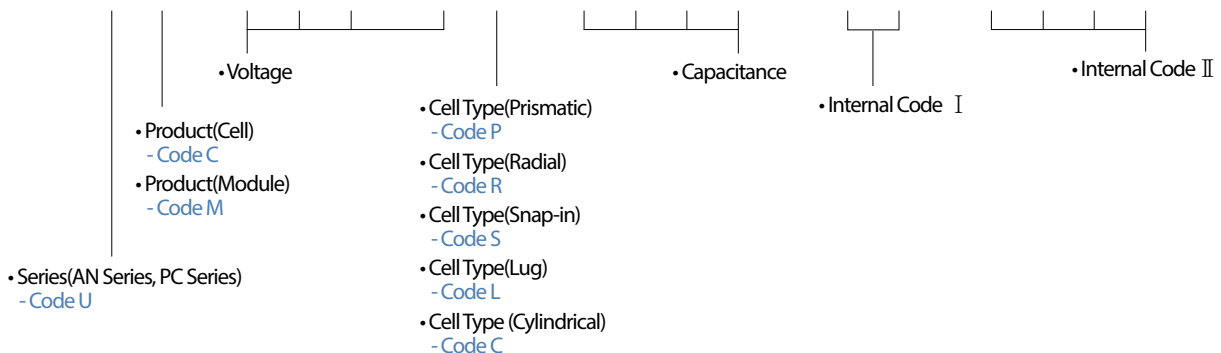 • Voltage
• Capacitance
• Internal Code Ⅱ
• Internal Code Ⅰ
• Product(Cell)
- Code C
• Product(Module)
- Code M
• Cell Type(Prismatic)
- Code P
• Cell Type(Radial)
- Code R
• Cell Type(Snap-in)
- Code S
• Cell Type(Lug)
- Code L
• Cell Type (Cylindrical)
- Code C
• Series(AN Series, PC Series)
- Code U